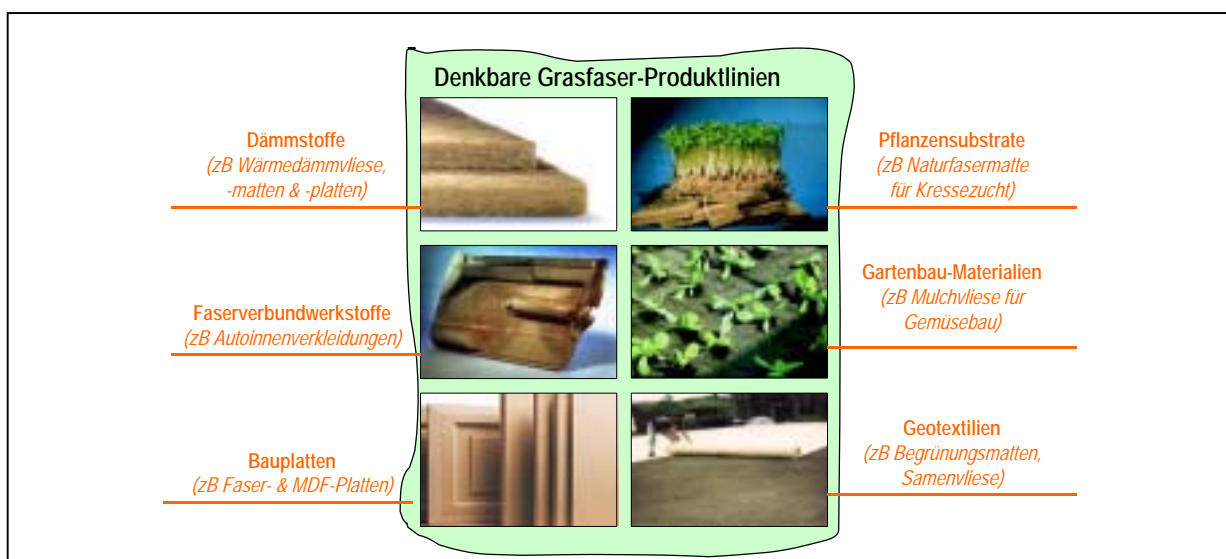 Denkbare Grasfaser-Produktlinien
Dämmstoffe
(zB Wärmedämmvliese,
-matten & -platten)
Pflanzensubstrate
(zB Naturfasermatte
für Kressezucht)
Faserverbundwerkstoffe
(zB Autoinnenverkleidungen)
Gartenbau-Materialien
(zB Mulchvliese für
Gemüsebau)
Bauplatten
(zB Faser- & MDF-Platten)
Geotextilien
(zB Begrünungsmatten,
Samenvliese)